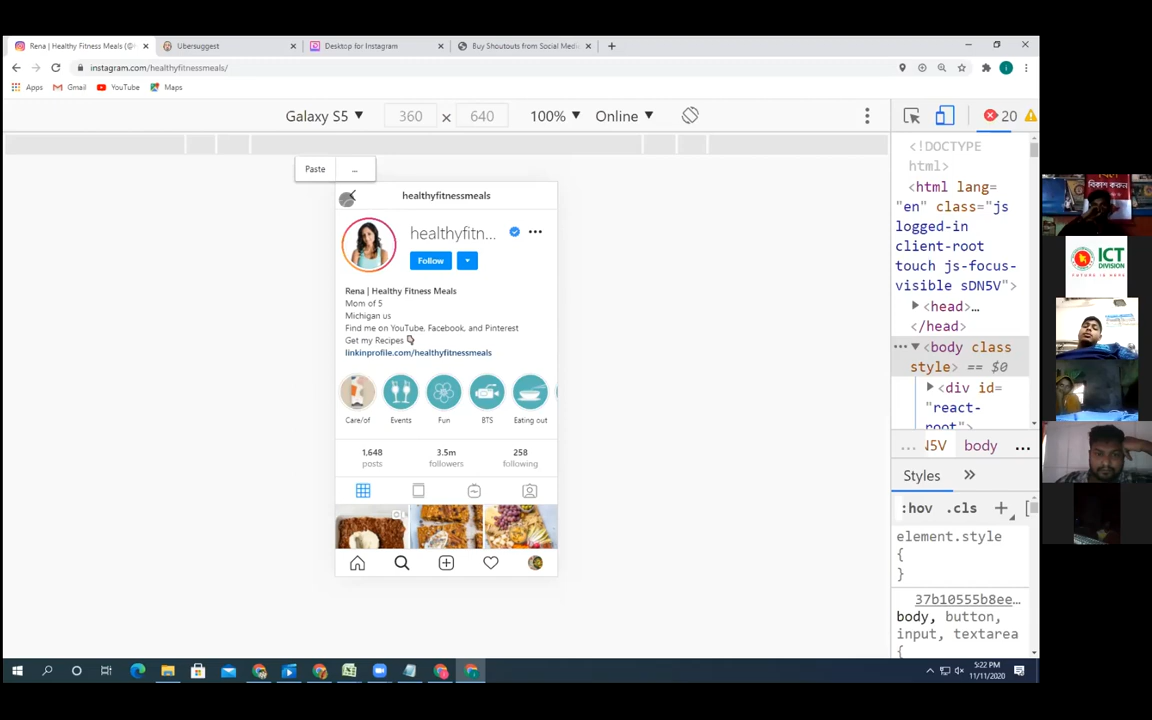 Rena | Healthy Fitness Meals (@h
Ubersuggest
Desktop for Instagram
Buy Shoutouts from Social Medi
instagram.com/healthyfitnessmeals/
Apps
Gmail
YouTube
Maps
Galaxy S5 ▼
360 × 640
100% ▼
Online ▼
20
Paste
...
healthyfitnessmeals
healthyfitn...
Follow
Rena | Healthy Fitness Meals
Mom of 5
Michigan us
Find me on YouTube, Facebook, and Pinterest
Get my Recipes
linkinprofile.com/healthyfitnessmeals
Care/of
Events
Fun
BTS
Eating out
1,648 posts
3.5m followers
258 following
<!DOCTYPE
html>
<html lang=
"en" class="js
logged-in
client-root
touch js-focus-
visible sDN5V">
<head>…
</head>
<body class
style> == $0
<div id=
"react-
root">
... N5V body ...
Styles »
:hov .cls +
element.style
{
}
37b10555b8ee…
body, button,
input, textarea
{
5:22 PM
11/11/2020
বিকাশ করুন
ICT
DIVISION
FUTURE IS HERE